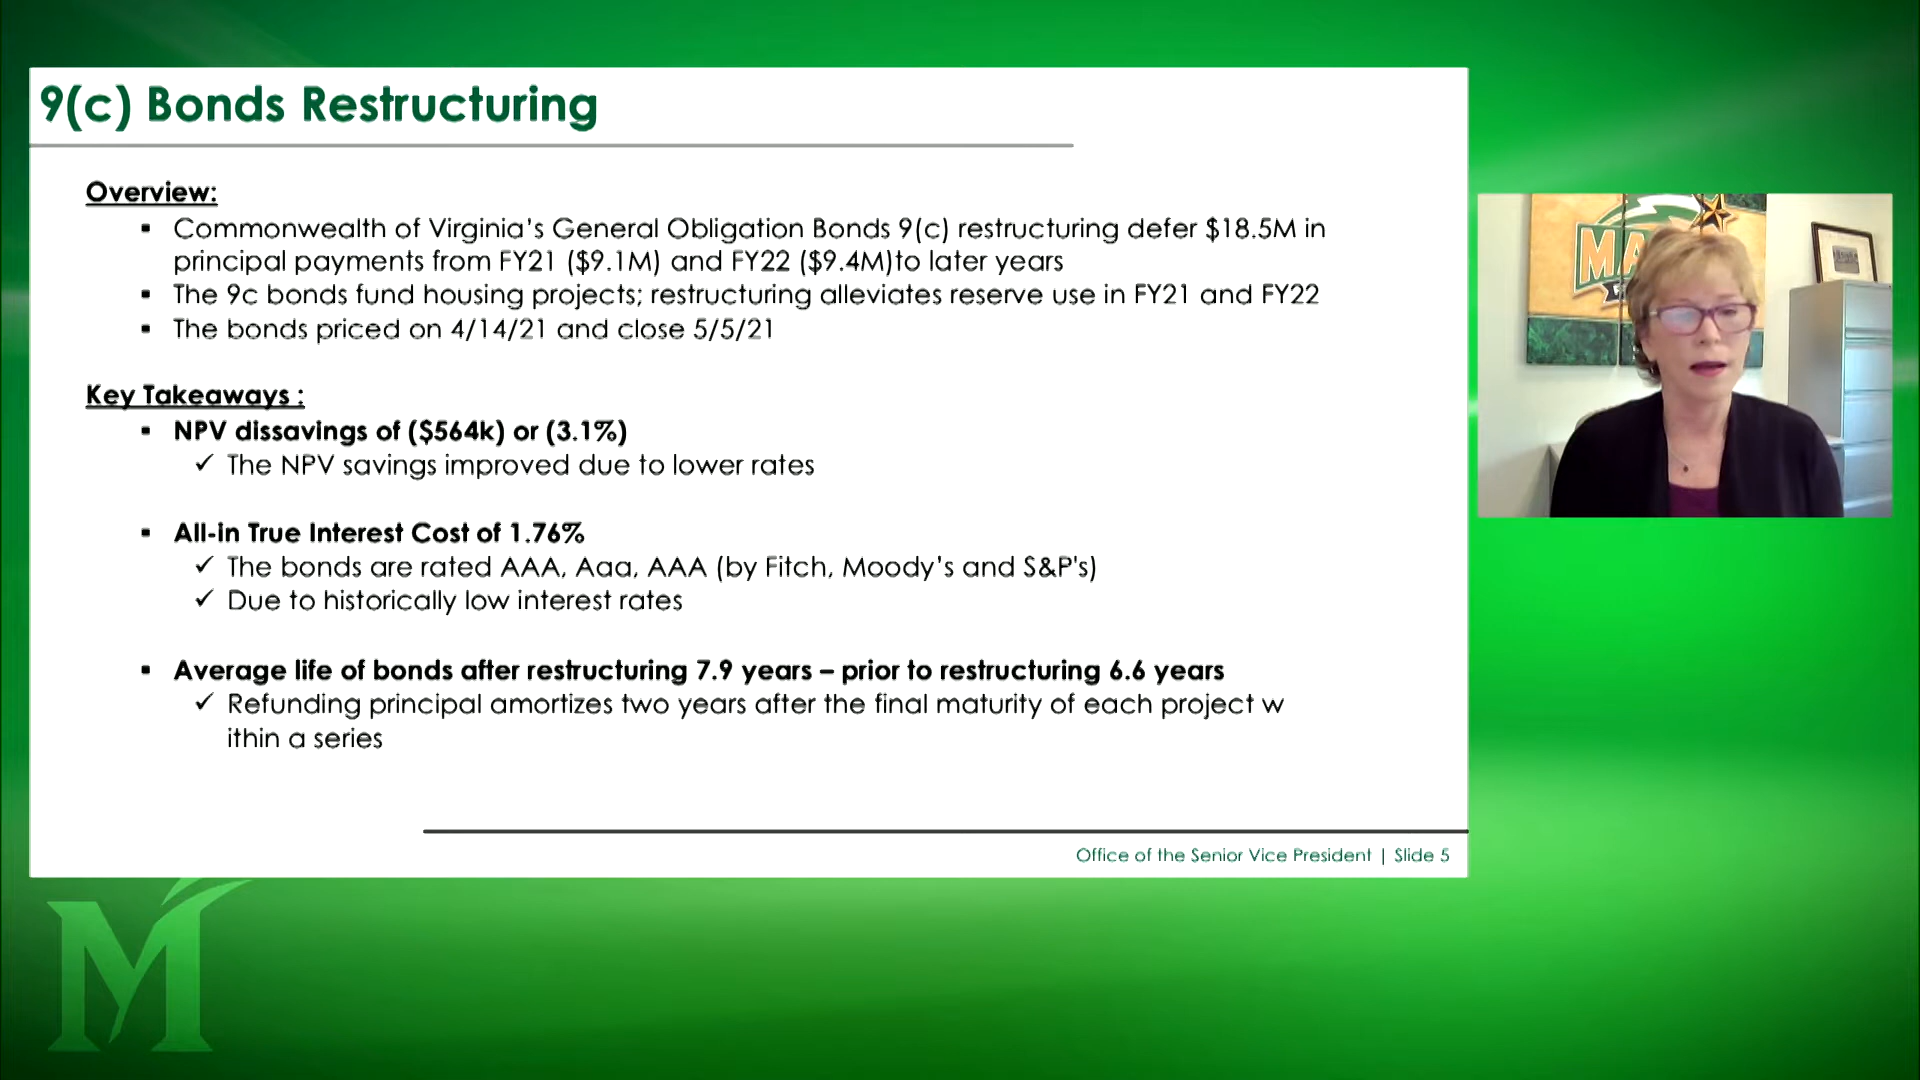 9(c) Bonds Restructuring
Overview:
▪ Commonwealth of Virginia's General Obligation Bonds 9(c) restructuring defer $18.5M in
principal payments from FY21 ($9.1M) and FY22 ($9.4M)to later years
▪ The 9c bonds fund housing projects; restructuring alleviates reserve use in FY21 and FY22
▪ The bonds priced on 4/14/21 and close 5/5/21
Key Takeaways :
▪ NPV dissavings of ($564k) or (3.1%)
✓ The NPV savings improved due to lower rates
▪ All-in True Interest Cost of 1.76%
✓ The bonds are rated AAA, Aaa, AAA (by Fitch, Moody's and S&P's)
✓ Due to historically low interest rates
▪ Average life of bonds after restructuring 7.9 years – prior to restructuring 6.6 years
✓ Refunding principal amortizes two years after the final maturity of each project w
ithin a series
Office of the Senior Vice President | Slide 5
MA
M